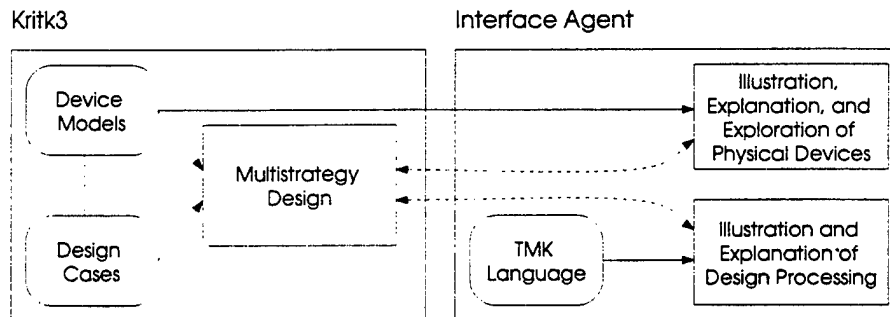 Kritk3
Interface Agent
Device
Models
Multistrategy
Design
Design
Cases
Illustration,
Explanation, and
Exploration of
Physical Devices
TMK
Language
Illustration and
Explanation of
Design Processing